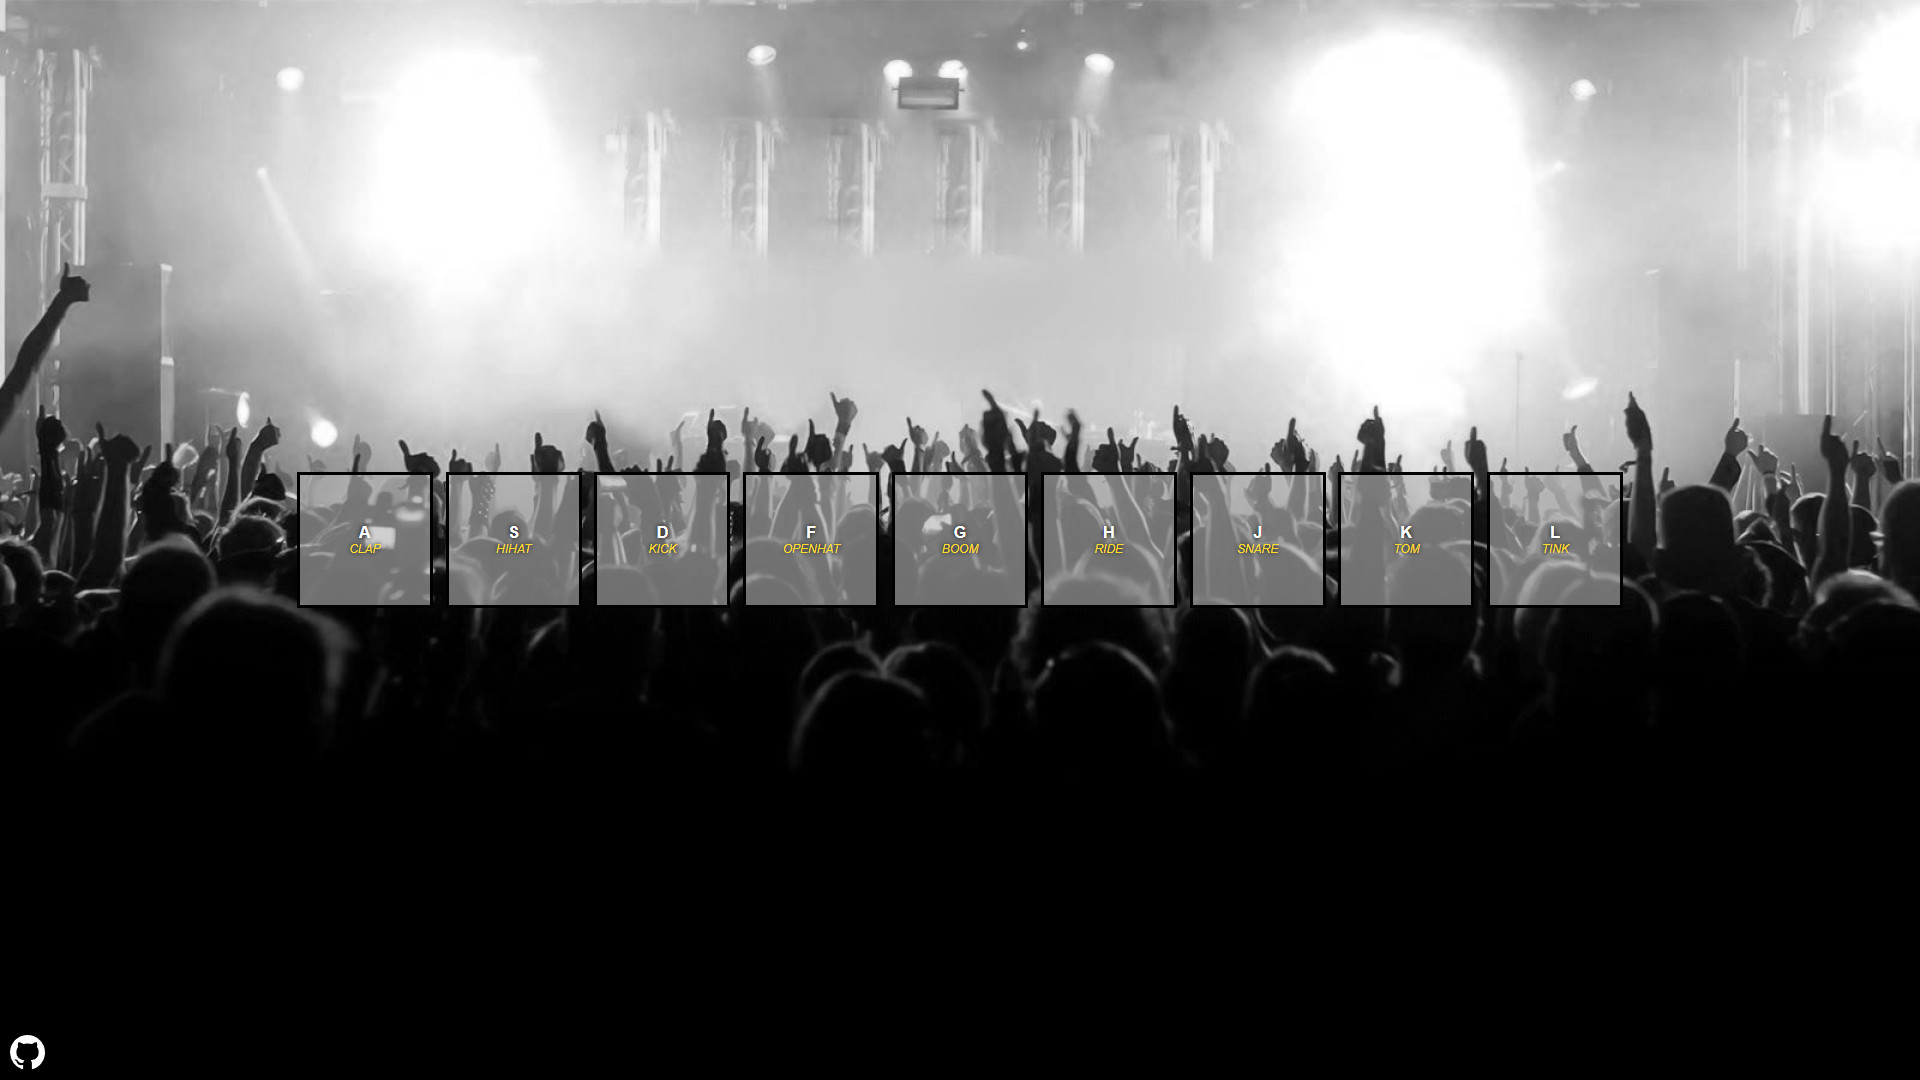 A
CLAP
S
HIHAT
D
KICK
F
OPENHAT
G
BOOM
H
RIDE
J
SNARE
K
TOM
L
TINK